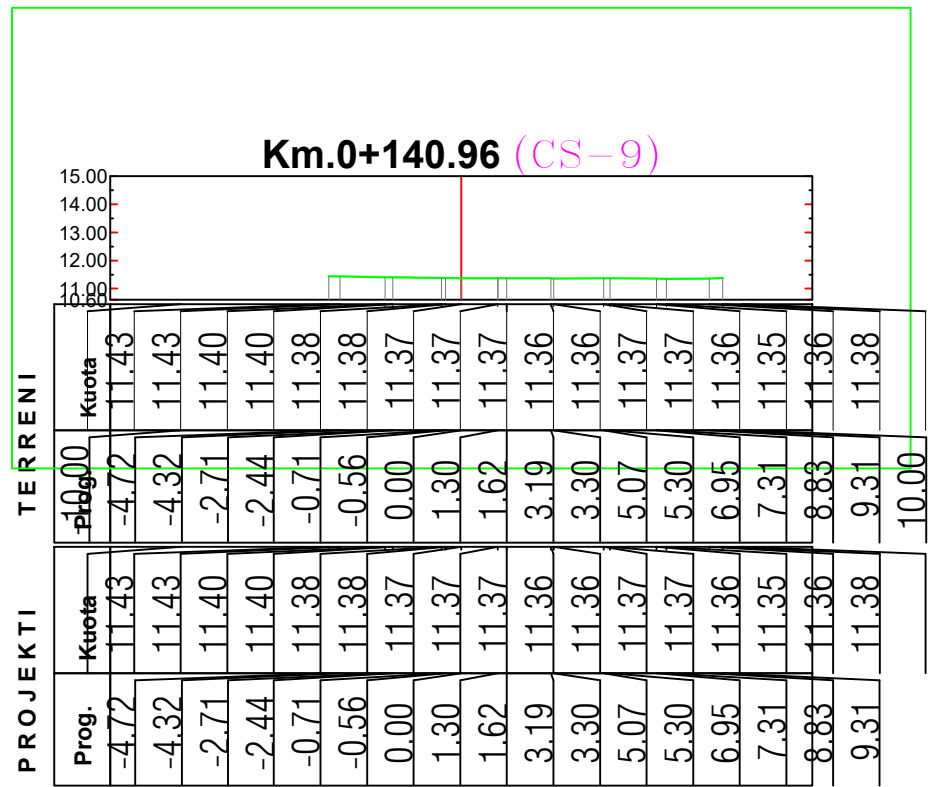 Km.0+140.96 (CS-9)
15.00
14.00
13.00
12.00
11.00
10.60
TERRENI
Kuota 11.43 11.43 11.40 11.40 11.38 11.38 11.37 11.37 11.37 11.36 11.36 11.37 11.37 11.36 11.35 11.36 11.38
Prog. -10.00 -4.72 -4.32 -2.71 -2.44 -0.71 -0.56 0.00 1.30 1.62 3.19 3.30 5.07 5.30 6.95 7.31 8.83 9.31 10.00
PROJEKTI
Kuota 11.43 11.43 11.40 11.40 11.38 11.38 11.37 11.37 11.37 11.36 11.36 11.37 11.37 11.36 11.35 11.36 11.38
Prog. -4.72 -4.32 -2.71 -2.44 -0.71 -0.56 0.00 1.30 1.62 3.19 3.30 5.07 5.30 6.95 7.31 8.83 9.31